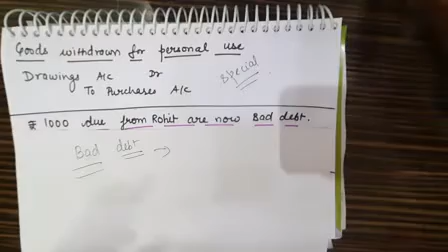 Goods withdrawn for personal use
Drawings A/c Dr
To Purchases A/c
Special
₹ 1000 due from Rohit are now Bad debt.
Bad debt →